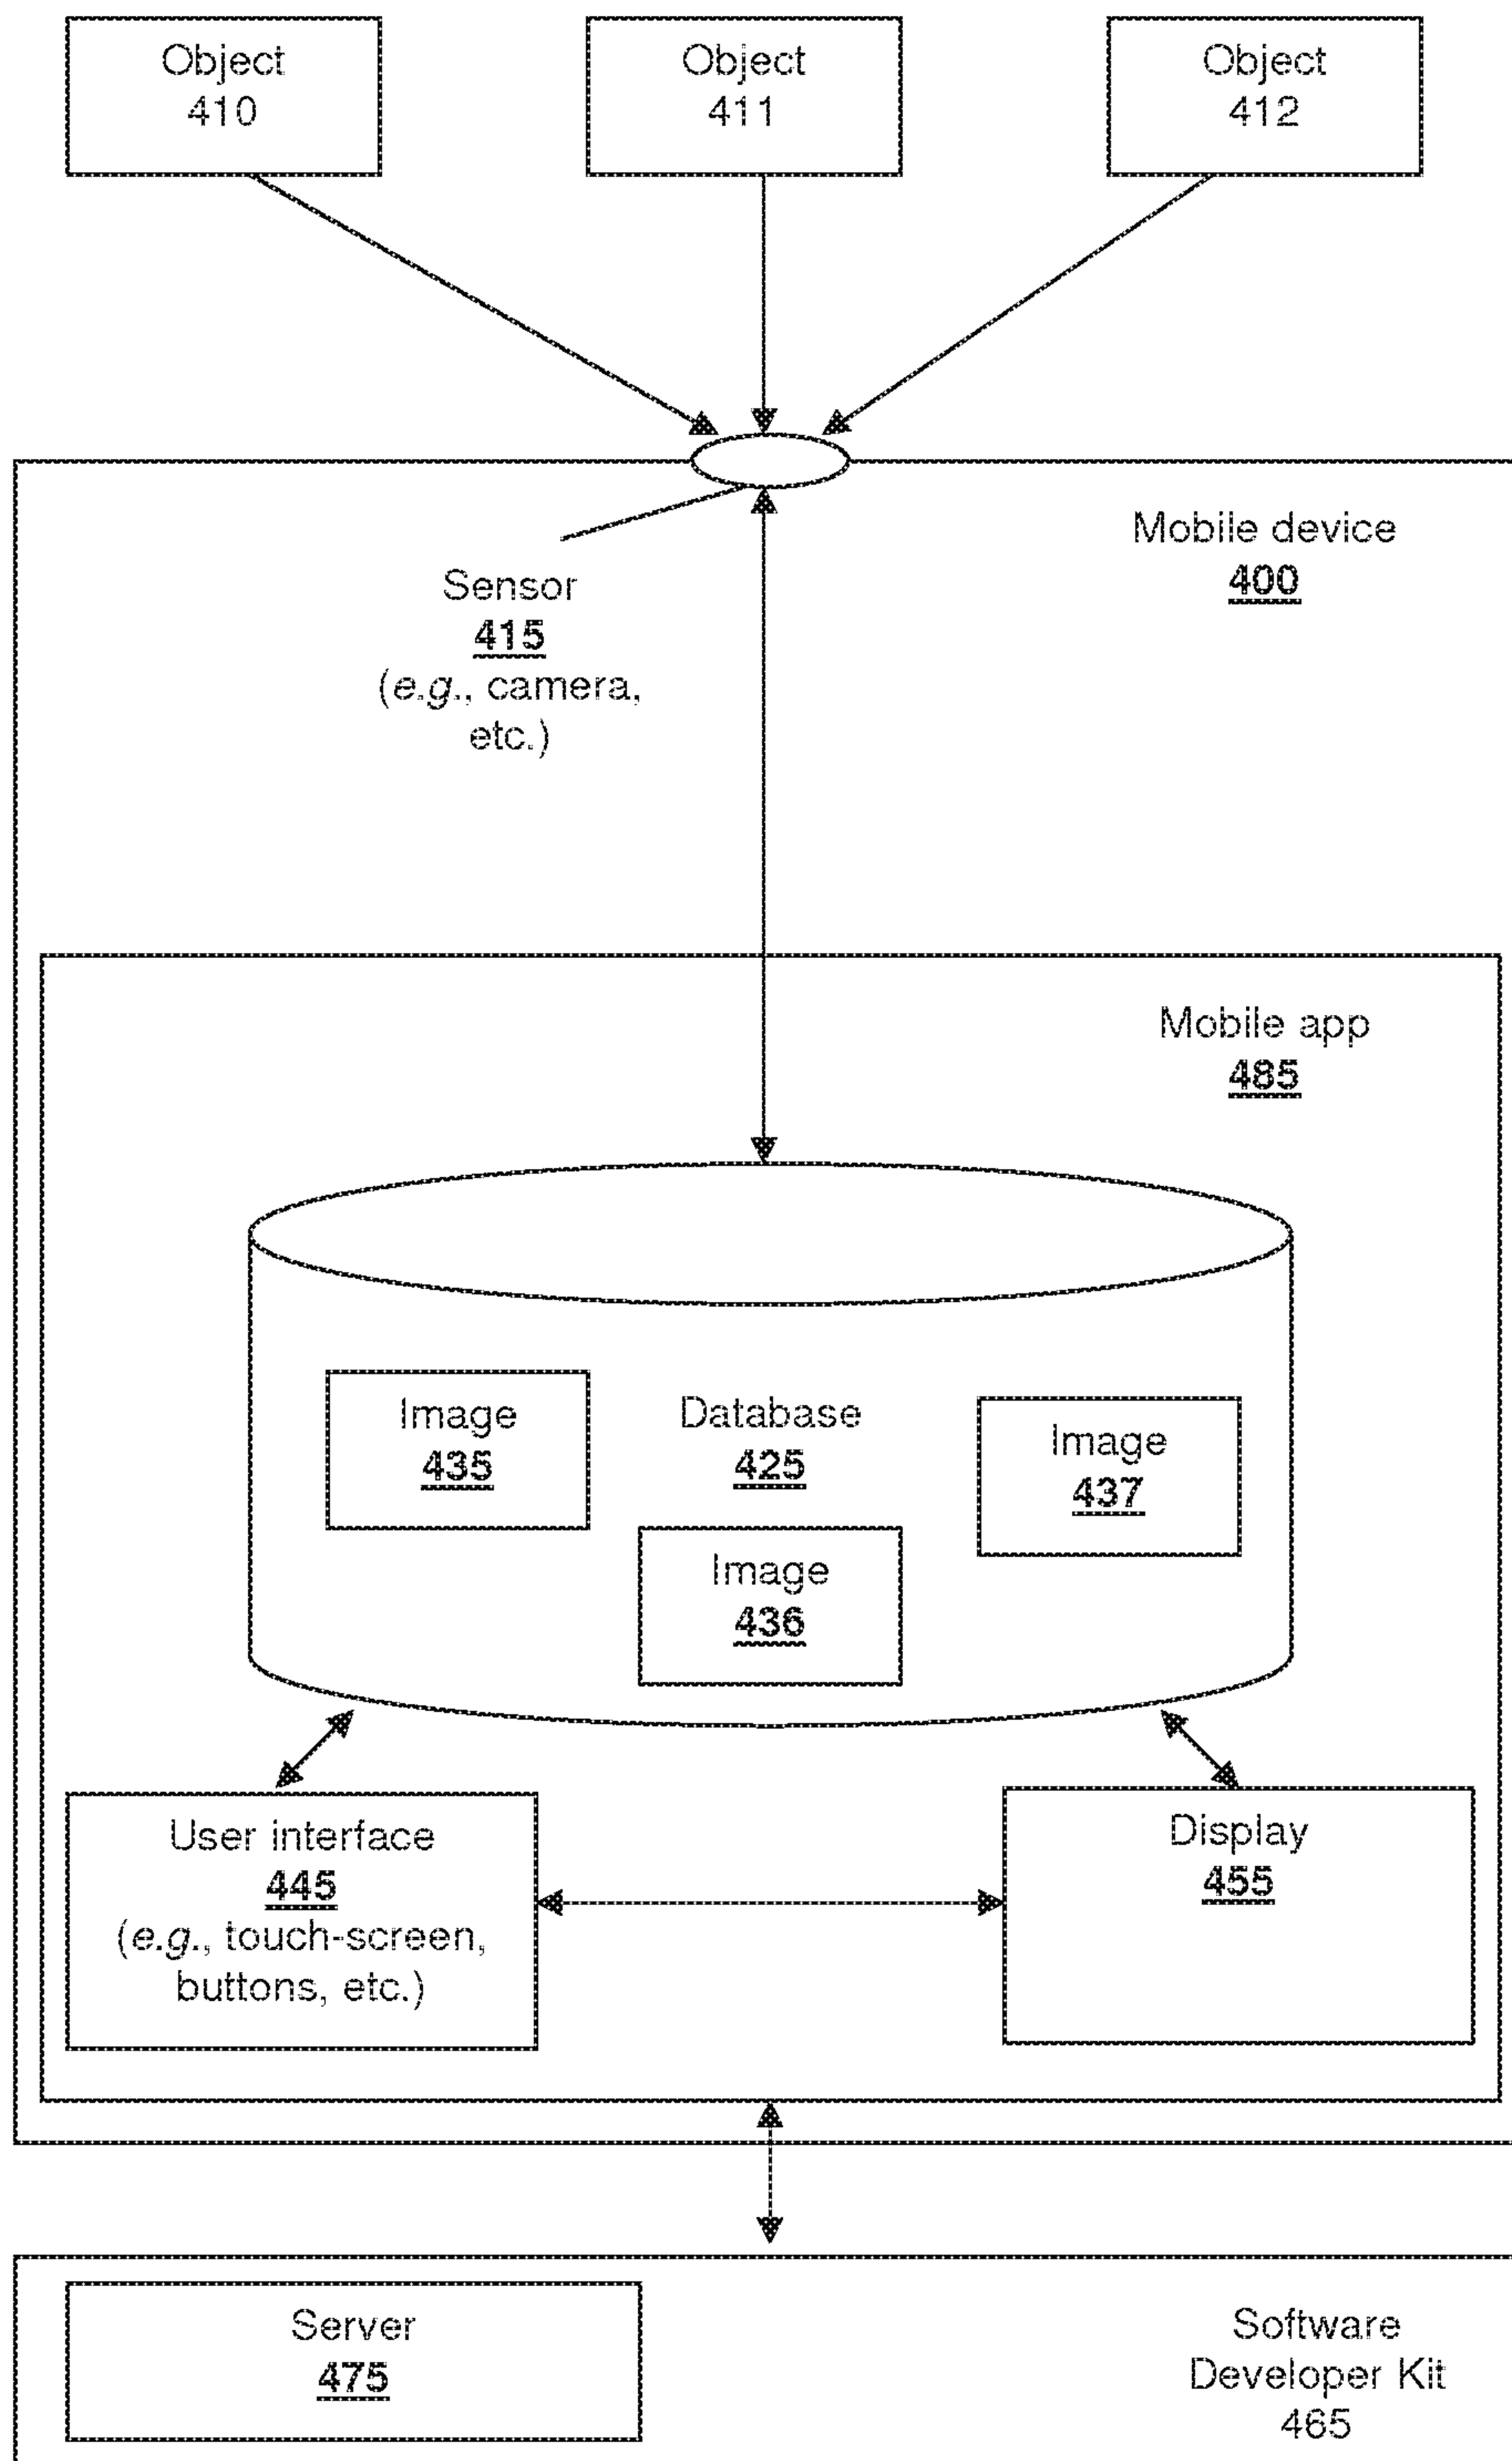 Object
410
Object
411
Object
412
Mobile device
400
Sensor
415
(e.g., camera,
etc.)
Mobile app
485
Image
435
Database
425
Image
437
Image
436
User interface
445
(e.g., touch-screen,
buttons, etc.)
Display
455
Server
475
Software
Developer Kit
465